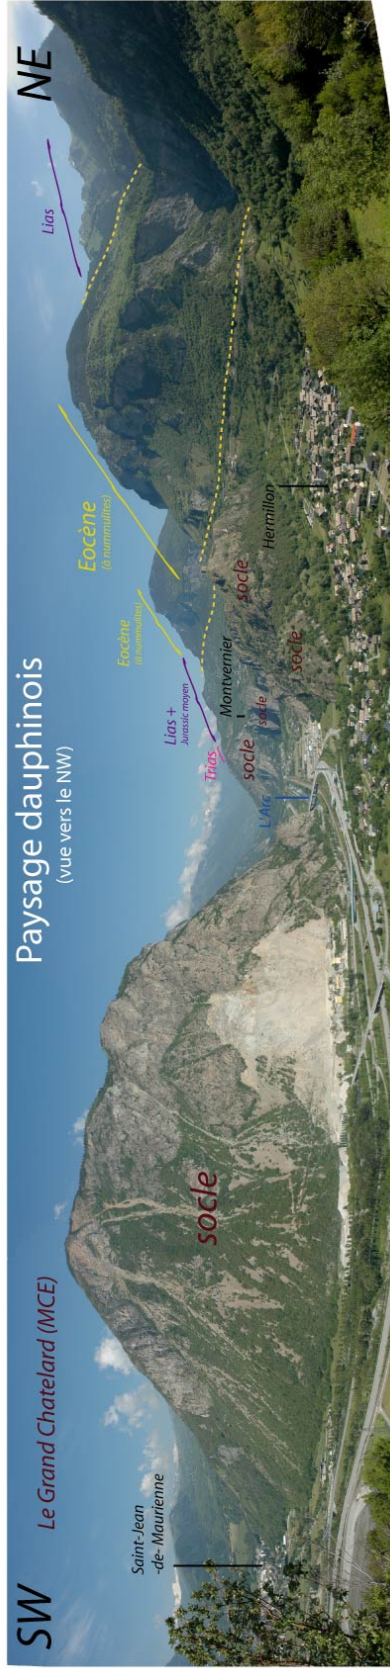 SW
NE
Paysage dauphinois
(vue vers le NW)
Le Grand Chatelard (MCE)
Saint-Jean
-de- Maurienne
socle
L'Arc
Trias
Lias +
Jurassic moyen
Eocène
(à nummulites)
Eocène
(à nummulites)
Lias
Montvernier
socle
socle
socle
socle
Hermillon